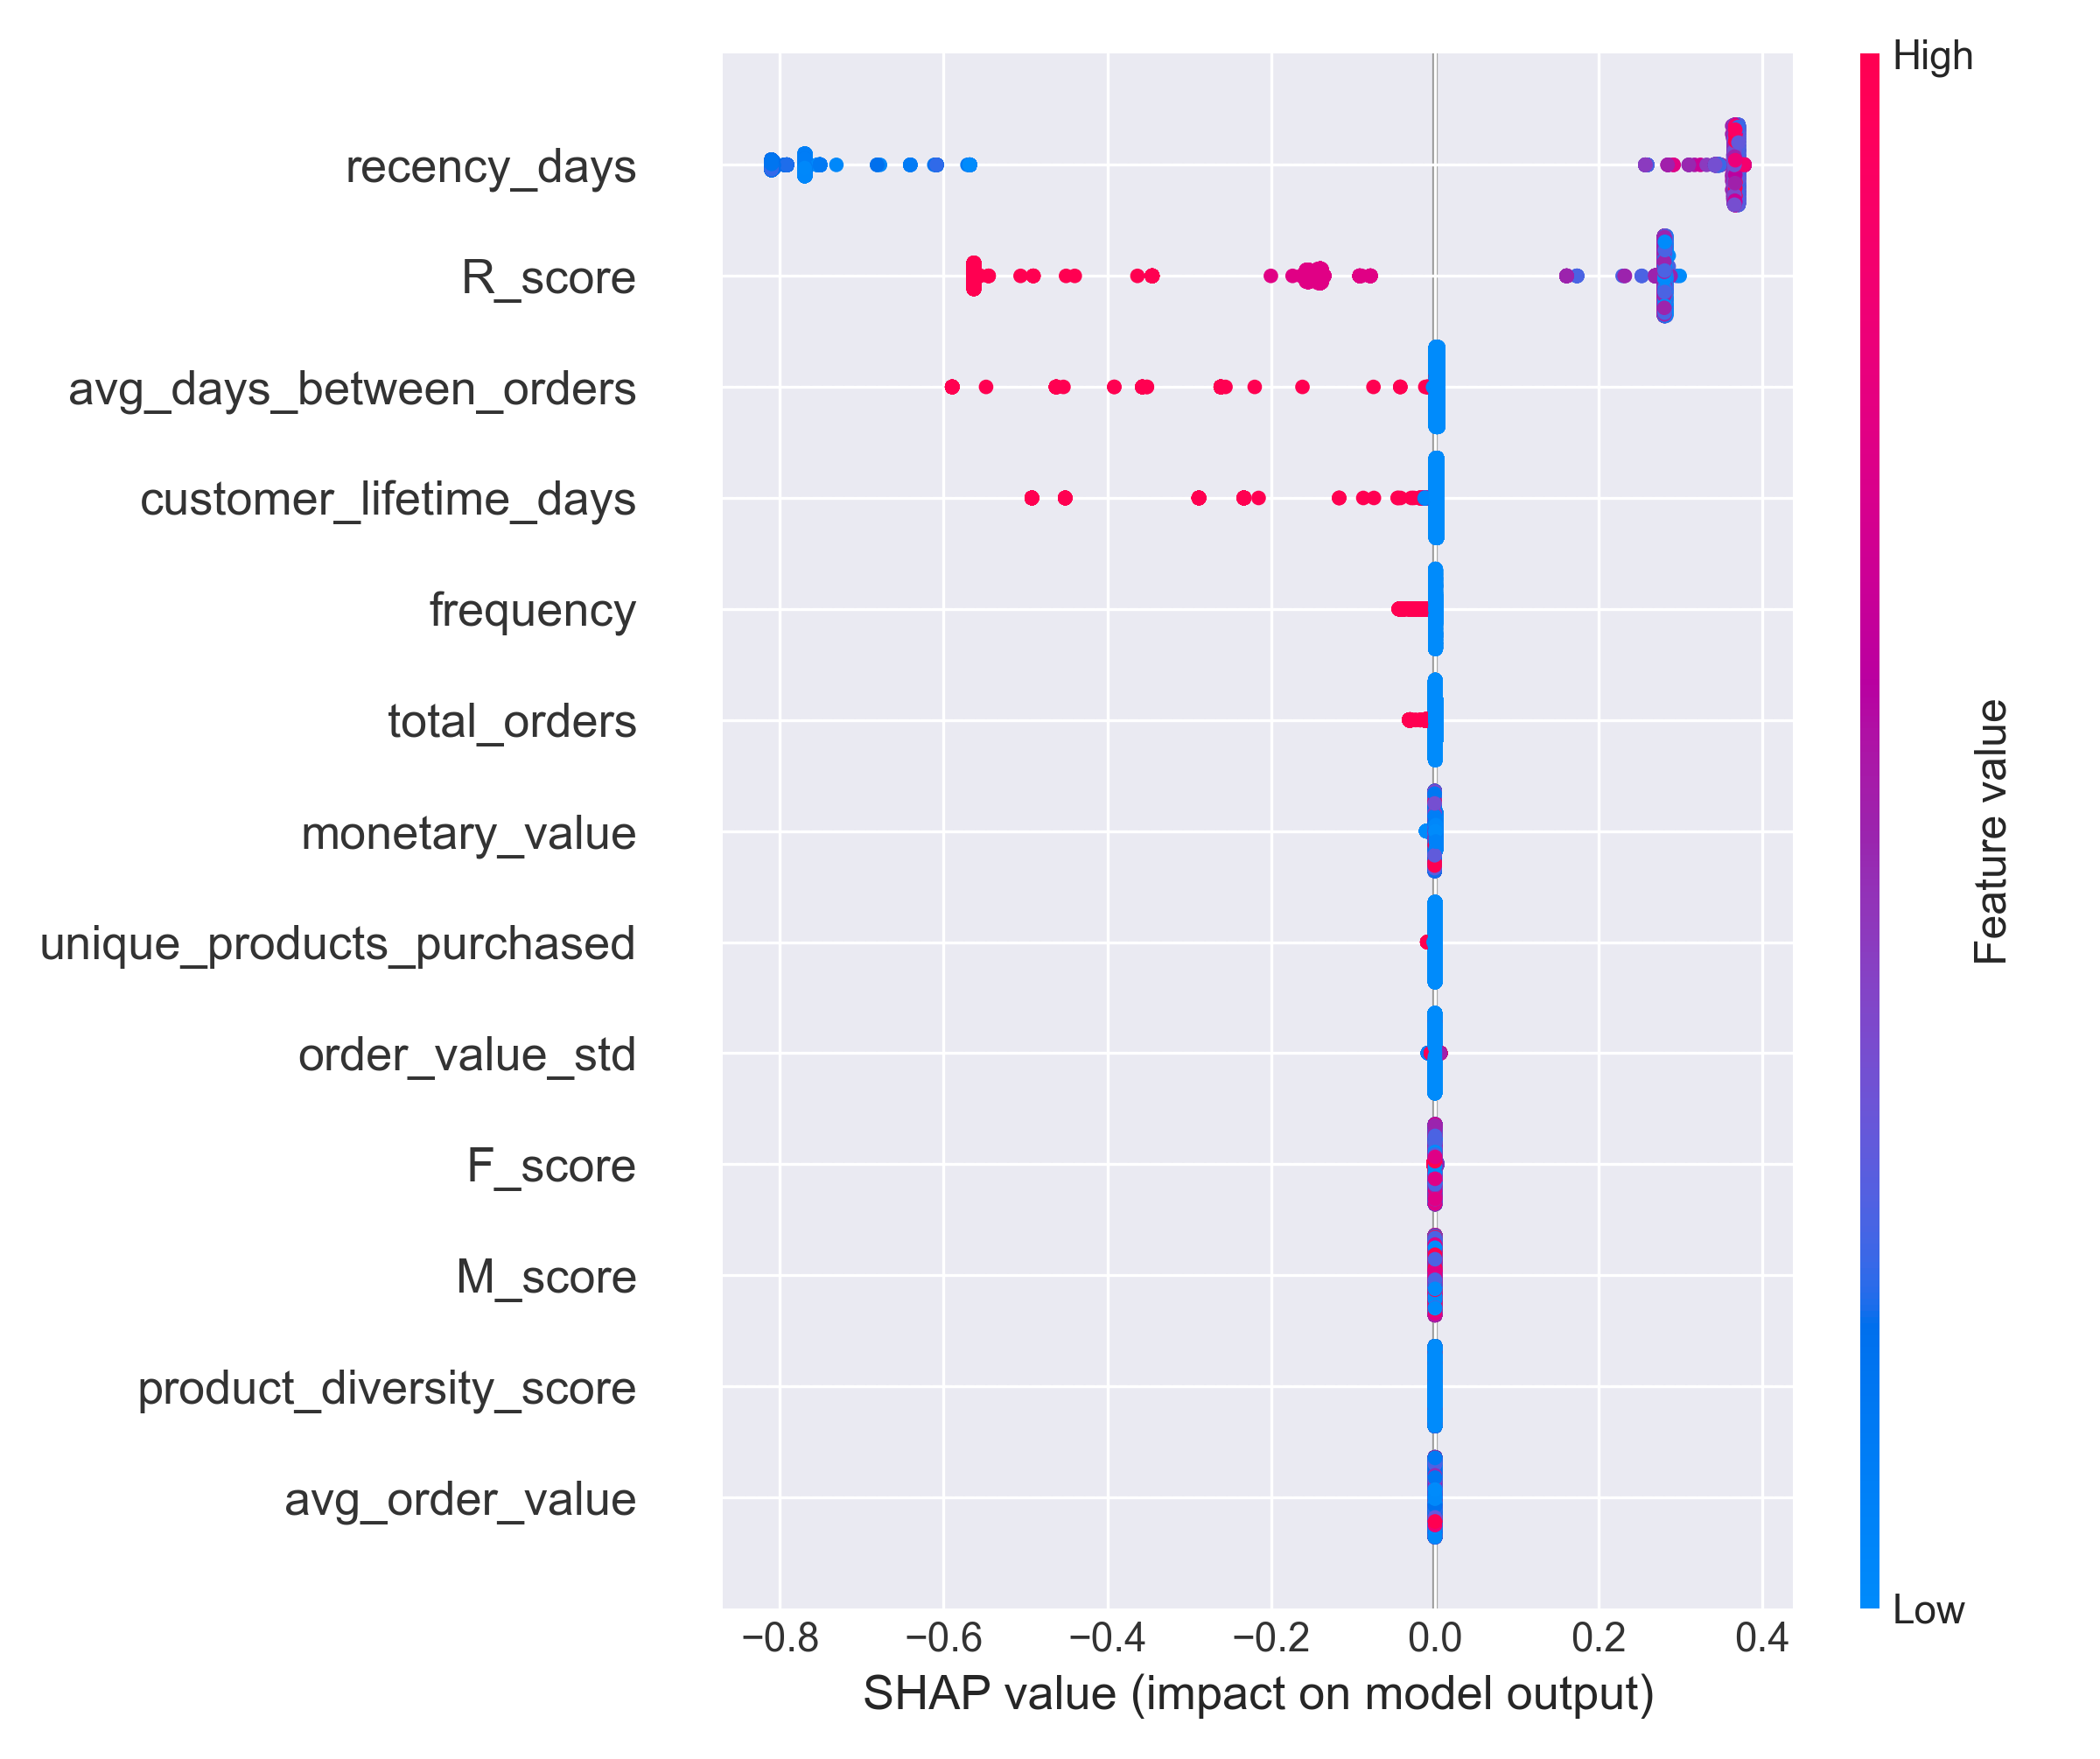 High
recency_days
R_score
avg_days_between_orders
customer_lifetime_days
frequency
total_orders
monetary_value
unique_products_purchased
order_value_std
F_score
M_score
product_diversity_score
avg_order_value
Feature value
Low
−0.8 −0.6 −0.4 −0.2 0.0 0.2 0.4
SHAP value (impact on model output)